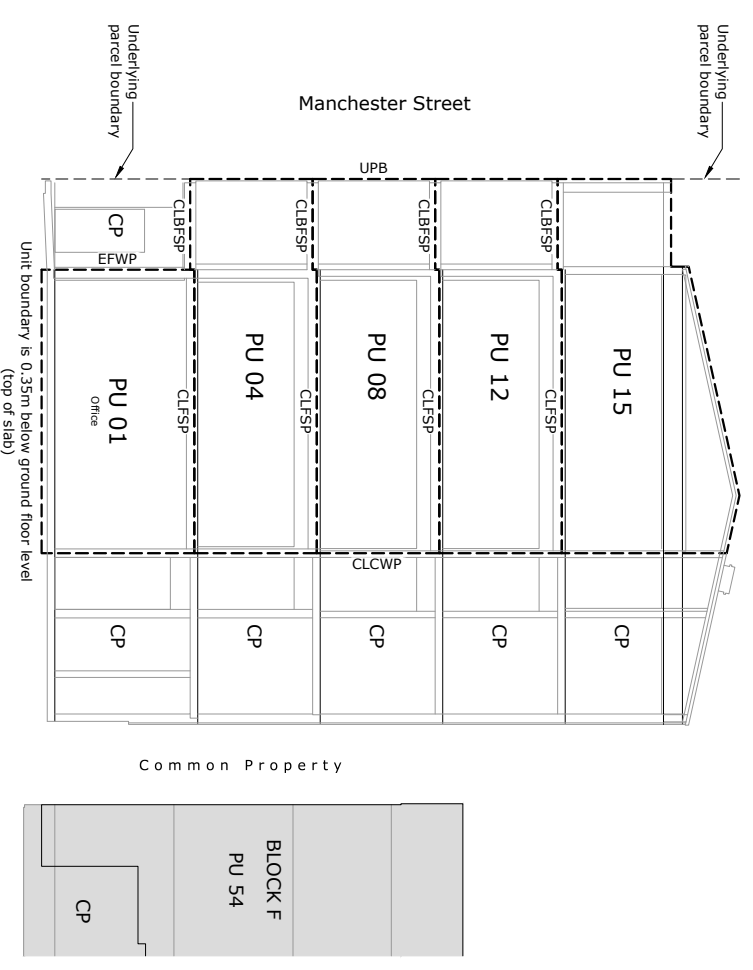 Underlying
parcel boundary
Underlying
parcel boundary
Manchester Street
UPB
CLBFSP
CLBFSP
CLBFSP
CLBFSP
CP
EFWP
PU 01
Office
CLFSP
PU 04
CLFSP
PU 08
CLFSP
PU 12
CLFSP
PU 15
Unit boundary is 0.35m below ground floor level
(top of slab)
CLCWP
CP
CP
CP
CP
CP
Common Property
BLOCK F
PU 54
CP